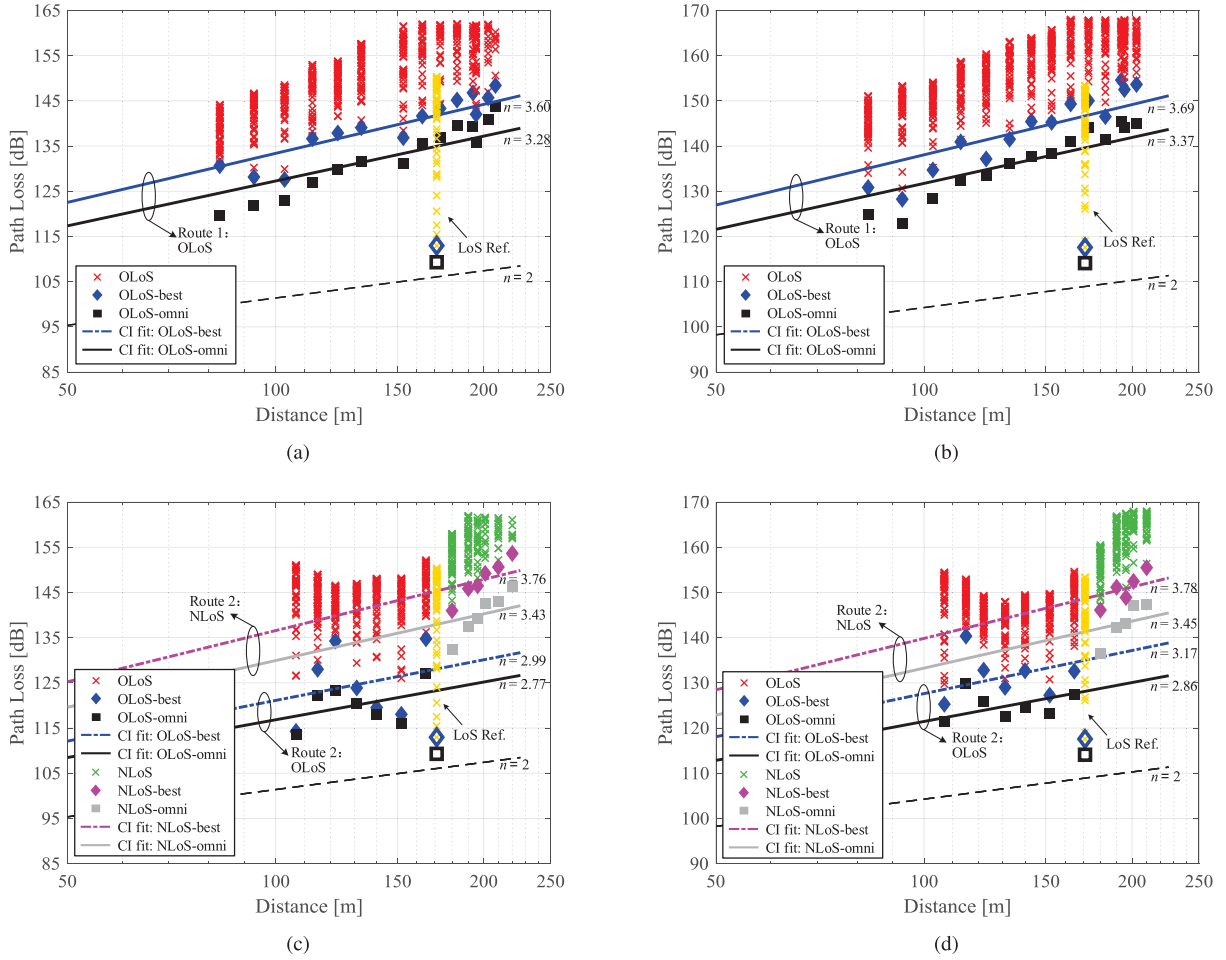 165
155
145
135
125
115
105
95
85
Path Loss [dB]
n = 3.60
n = 3.28
n = 2
Route 1:
OLoS
LoS Ref.
OLoS
OLoS-best
OLoS-omni
CI fit: OLoS-best
CI fit: OLoS-omni
50
100
150
200
250
Distance [m]
(a)
170
160
150
140
130
120
110
100
90
Path Loss [dB]
n = 3.69
n = 3.37
n = 2
Route 1:
OLoS
LoS Ref.
OLoS
OLoS-best
OLoS-omni
CI fit: OLoS-best
CI fit: OLoS-omni
50
100
150
200
250
Distance [m]
(b)
165
155
145
135
125
115
105
95
85
Path Loss [dB]
n = 3.76
n = 3.43
n = 2.99
n = 2.77
n = 2
Route 2:
NLoS
Route 2:
OLoS
LoS Ref.
OLoS
OLoS-best
OLoS-omni
CI fit: OLoS-best
CI fit: OLoS-omni
NLoS
NLoS-best
NLoS-omni
CI fit: NLoS-best
CI fit: NLoS-omni
50
100
150
200
250
Distance [m]
(c)
170
160
150
140
130
120
110
100
90
Path Loss [dB]
n = 3.78
n = 3.45
n = 3.17
n = 2.86
n = 2
Route 2:
NLoS
Route 2:
OLoS
LoS Ref.
OLoS
OLoS-best
OLoS-omni
CI fit: OLoS-best
CI fit: OLoS-omni
NLoS
NLoS-best
NLoS-omni
CI fit: NLoS-best
CI fit: NLoS-omni
50
100
150
200
250
Distance [m]
(d)